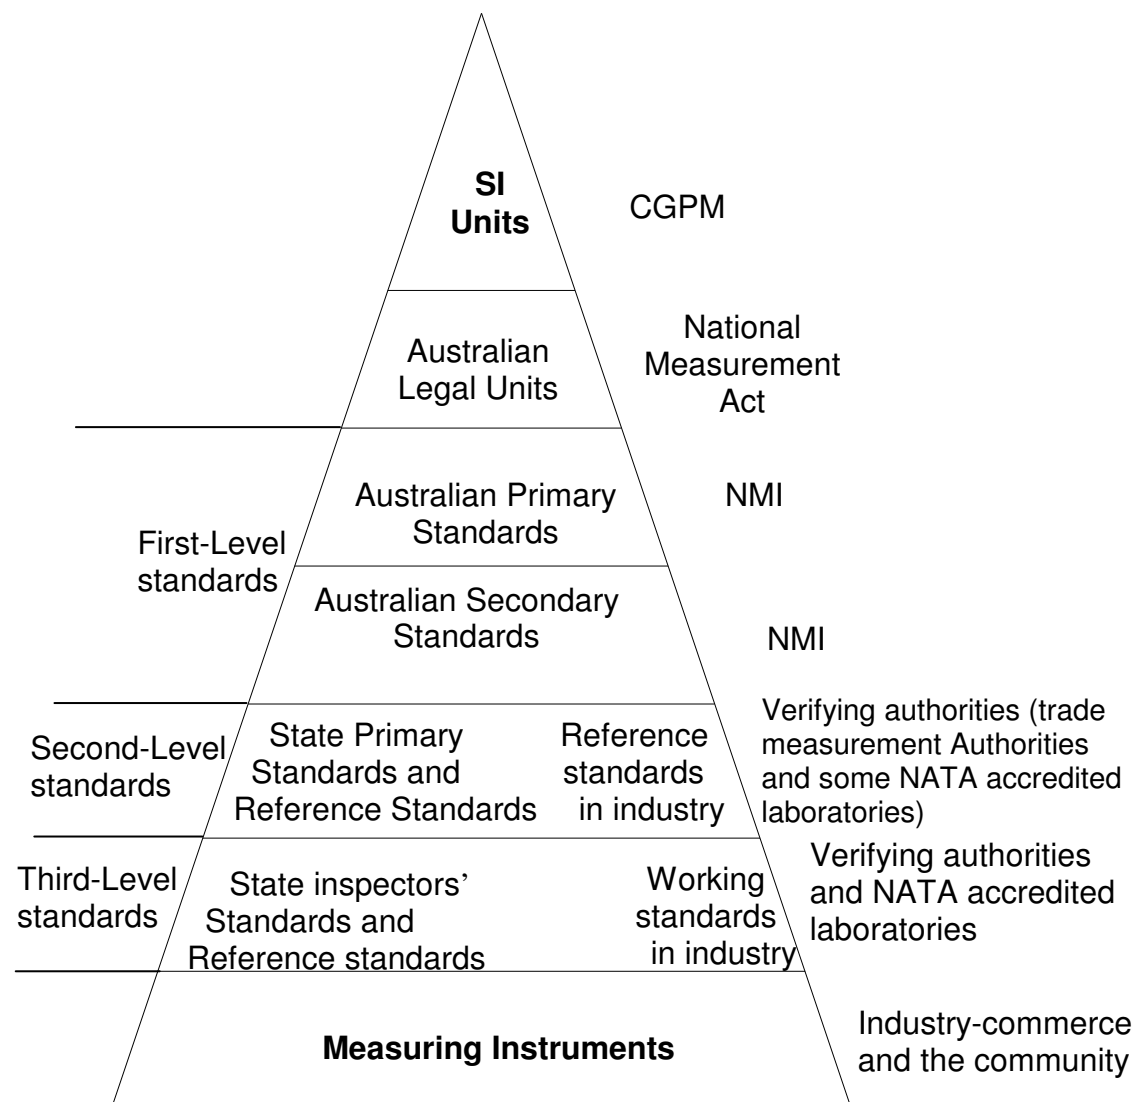 SI
Units
CGPM
Australian
Legal Units
National
Measurement
Act
Australian Primary
Standards
NMI
First-Level
standards
Australian Secondary
Standards
NMI
Second-Level
standards
State Primary
Standards and
Reference Standards
Reference
standards
in industry
Verifying authorities (trade
measurement Authorities
and some NATA accredited
laboratories)
Third-Level
standards
State inspectors’
Standards and
Reference standards
Working
standards
in industry
Verifying authorities
and NATA accredited
laboratories
Measuring Instruments
Industry-commerce
and the community